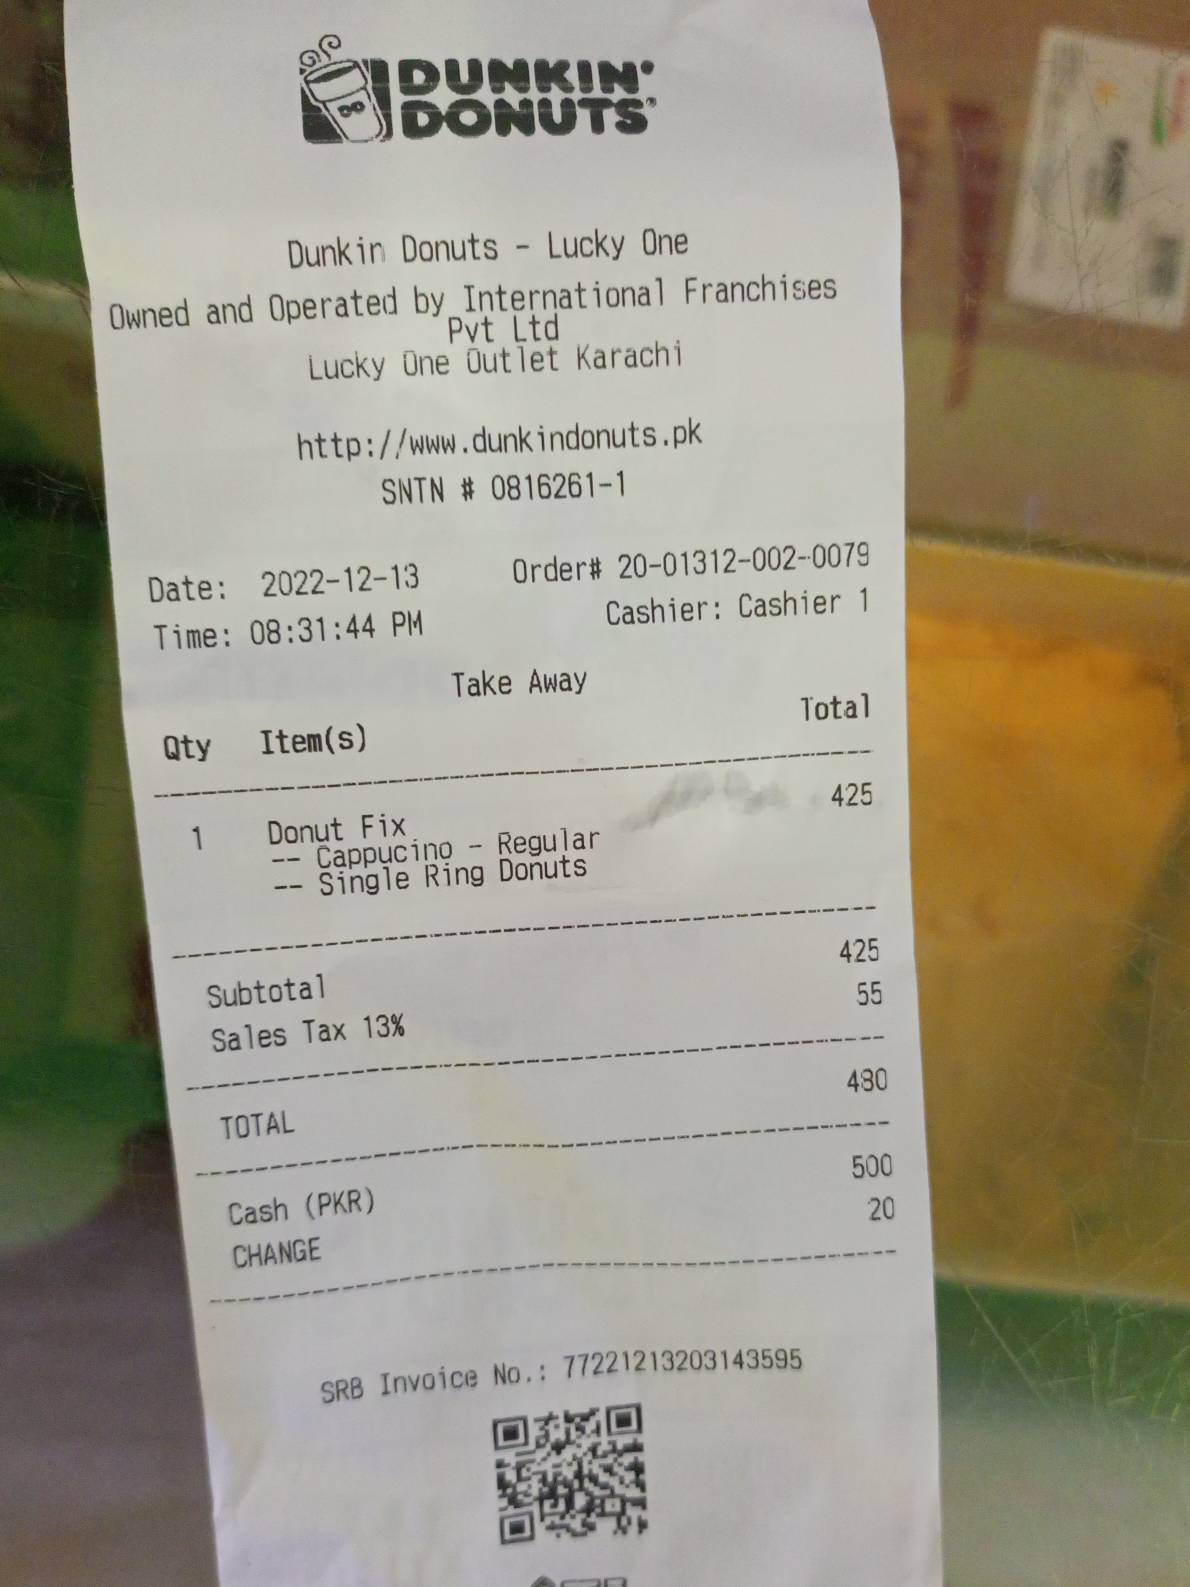 DUNKIN'
DONUTS
Dunkin Donuts - Lucky One
Owned and Operated by International Franchises
Pvt Ltd
Lucky One Outlet Karachi
http://www.dunkindonuts.pk
SNTN # 0816261-1
Date: 2022-12-13 Order# 20-01312-002-0079
Time: 08:31:44 PM Cashier: Cashier 1
Take Away
Qty Item(s) Total
1 Donut Fix 425
-- Cappucino - Regular
-- Single Ring Donuts
Subtotal 425
Sales Tax 13% 55
TOTAL 480
Cash (PKR) 500
CHANGE 20
SRB Invoice No.: 77221213203143595